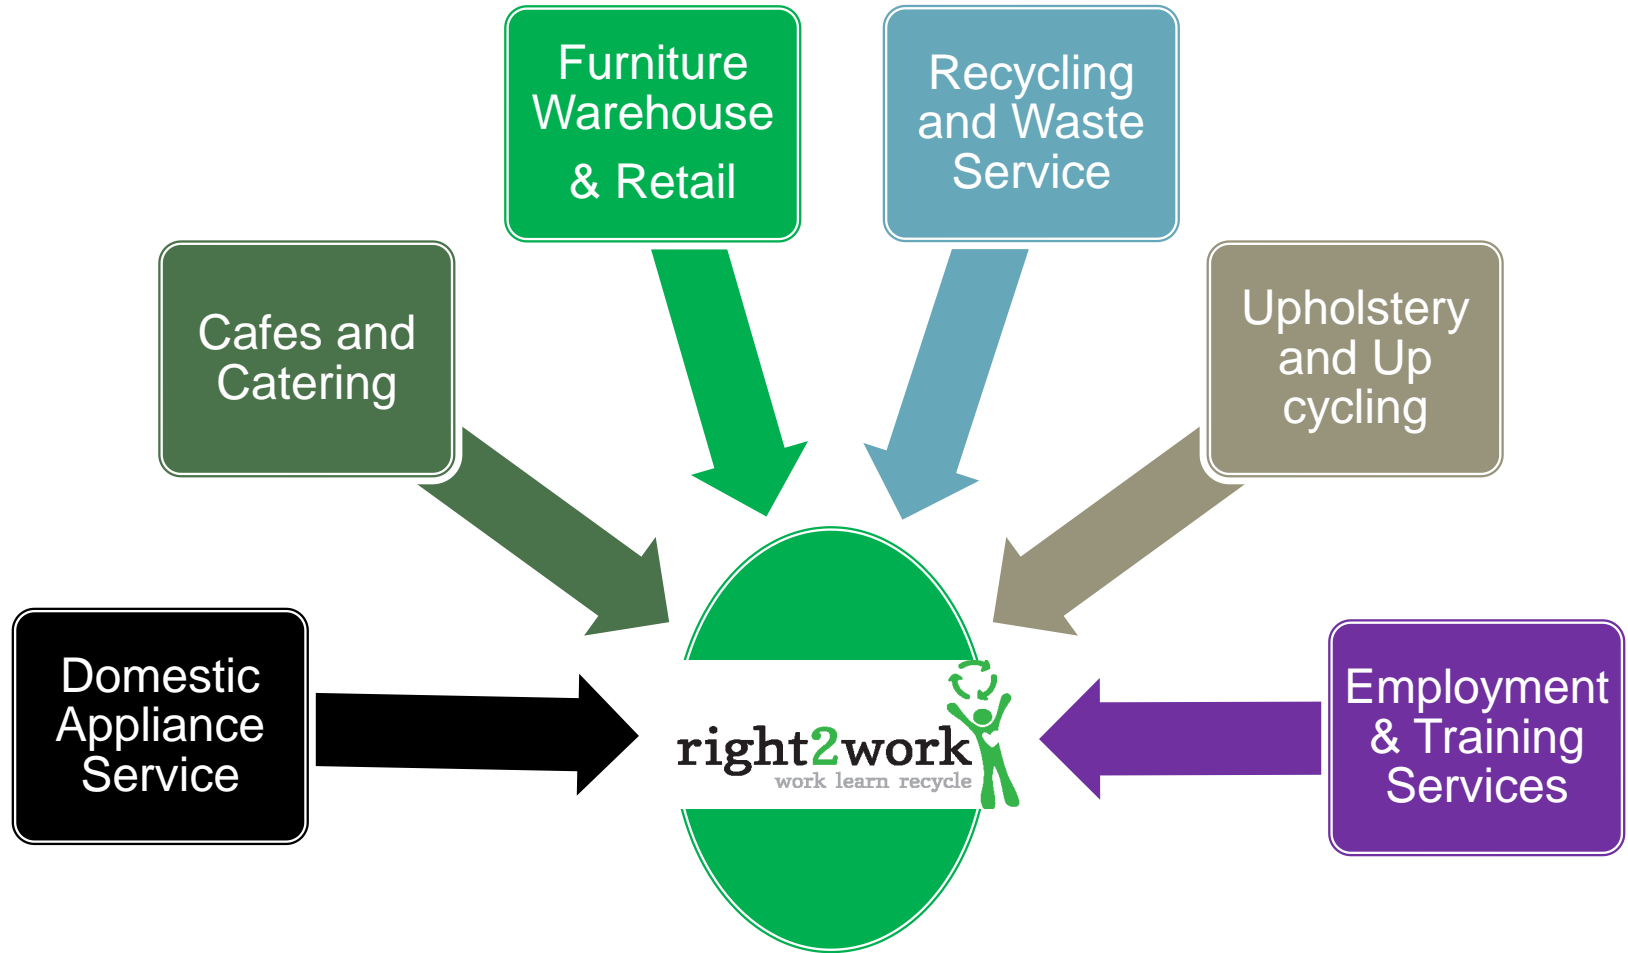 Furniture
Warehouse
& Retail
Recycling
and Waste
Service
Cafes and
Catering
Upholstery
and Up
cycling
Domestic
Appliance
Service
right2work
work learn recycle
Employment
& Training
Services